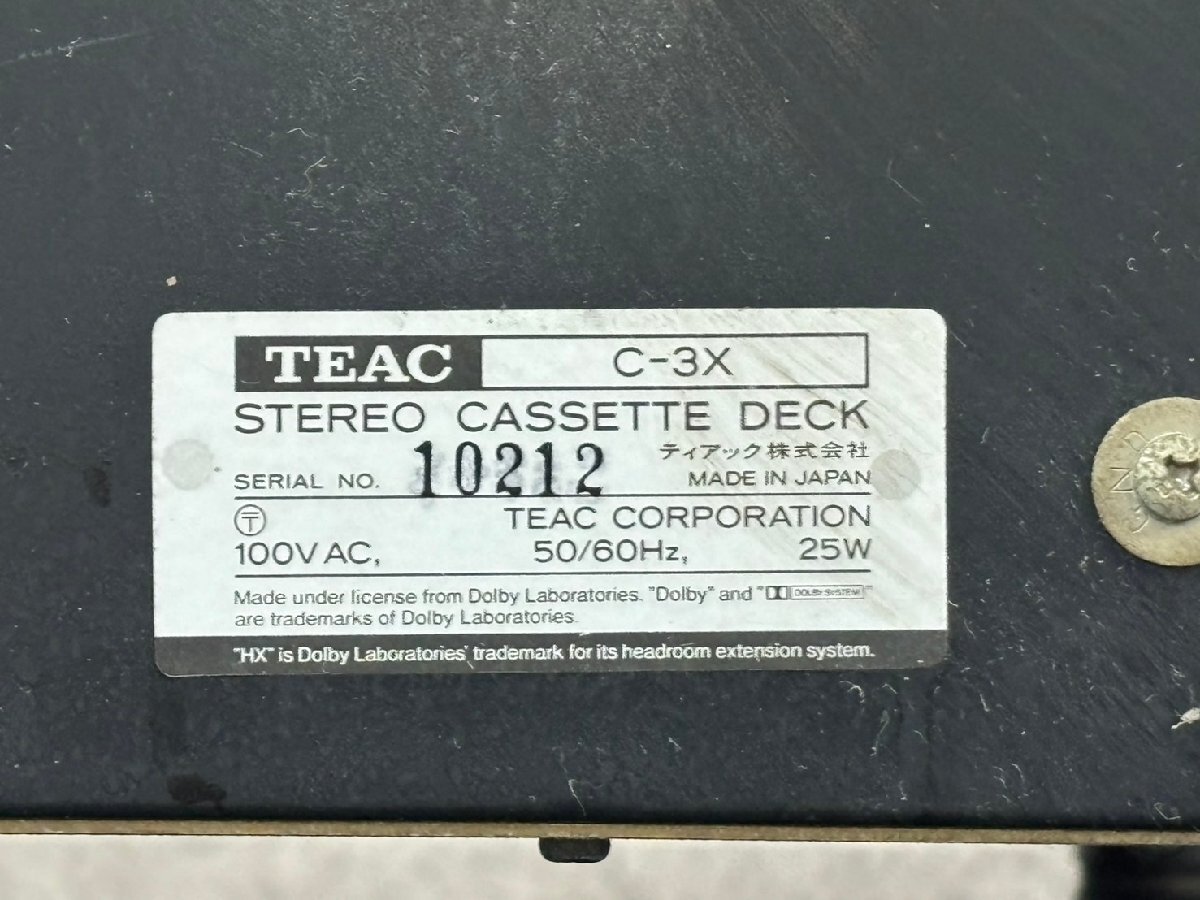 TEAC C-3X
STEREO CASSETTE DECK
ティアック株式会社
SERIAL NO. 10212 MADE IN JAPAN
〒 TEAC CORPORATION
100V AC, 50/60Hz, 25W
Made under license from Dolby Laboratories. "Dolby" and "DOLBY SYSTEM"
are trademarks of Dolby Laboratories.
"HX" is Dolby Laboratories' trademark for its headroom extension system.
GND